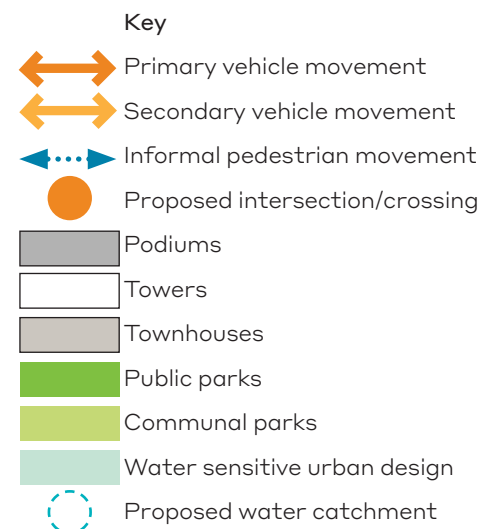 Key
Primary vehicle movement
Secondary vehicle movement
Informal pedestrian movement
Proposed intersection/crossing
Podiums
Towers
Townhouses
Public parks
Communal parks
Water sensitive urban design
Proposed water catchment